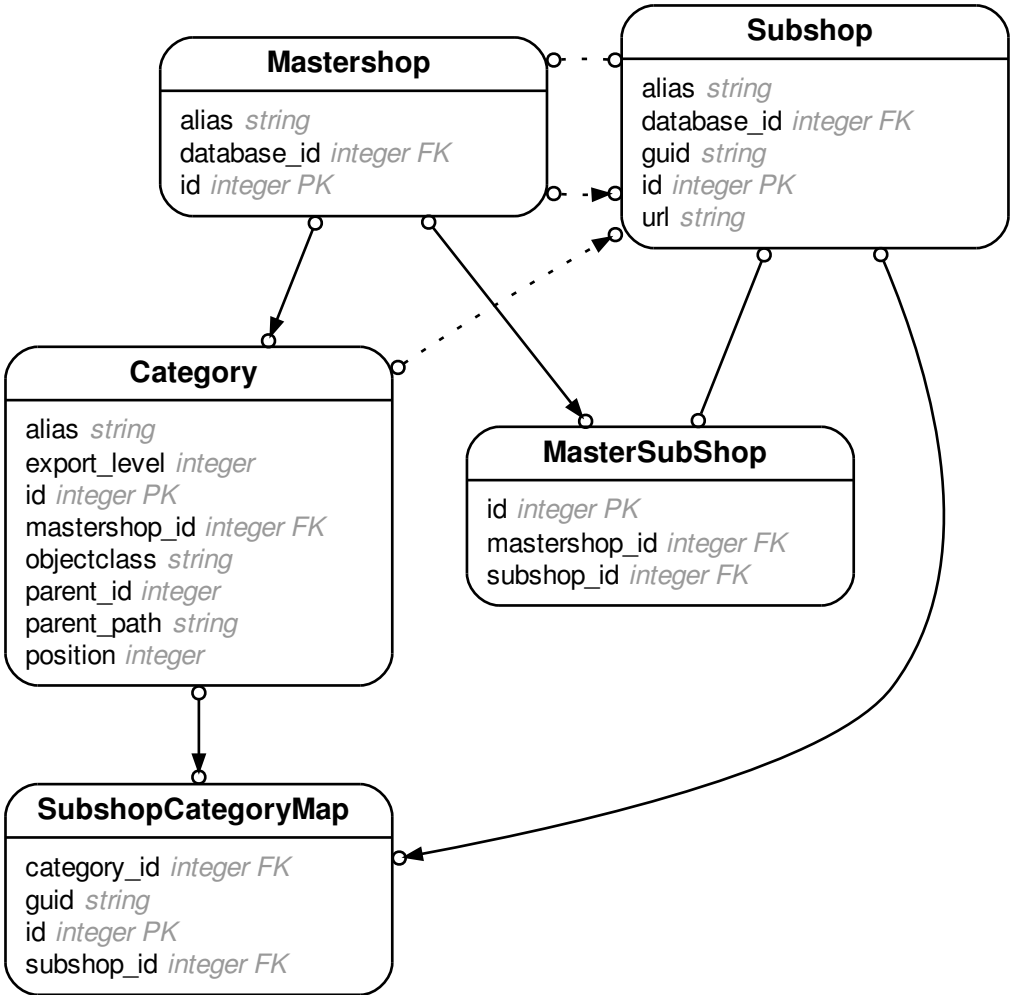 Mastershop
alias string
database_id integer FK
id integer PK
Subshop
alias string
database_id integer FK
guid string
id integer PK
url string
Category
alias string
export_level integer
id integer PK
mastershop_id integer FK
objectclass string
parent_id integer
parent_path string
position integer
MasterSubShop
id integer PK
mastershop_id integer FK
subshop_id integer FK
SubshopCategoryMap
category_id integer FK
guid string
id integer PK
subshop_id integer FK